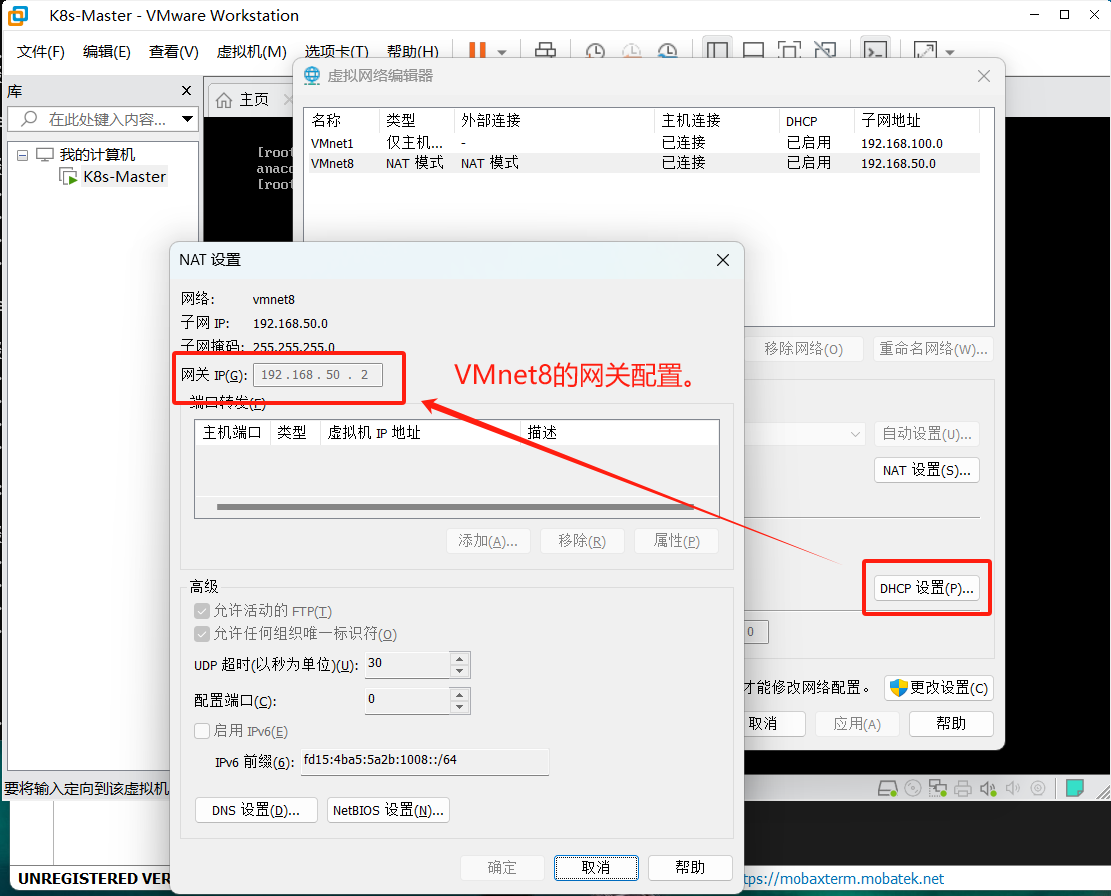 K8s-Master - VMware Workstation
文件(F) 编辑(E) 查看(V) 虚拟机(M) 选项卡(T) 帮助(H)
库
在此处键入内容...
我的计算机
K8s-Master
主页
[root
anaco
[root
虚拟网络编辑器
名称 类型 外部连接 主机连接 DHCP 子网地址
VMnet1 仅主机... - 已连接 已启用 192.168.100.0
VMnet8 NAT 模式 NAT 模式 已连接 已启用 192.168.50.0
移除网络(O) 重命名网络(W)...
自动设置(U)...
NAT 设置(S)...
DHCP 设置(P)...
0
才能修改网络配置。 更改设置(C)
取消 应用(A) 帮助
NAT 设置
网络: vmnet8
子网 IP: 192.168.50.0
子网掩码: 255.255.255.0
网关 IP(G): 192 . 168 . 50 . 2
VMnet8的网关配置。
端口转发(F)
主机端口 类型 虚拟机 IP 地址 描述
添加(A)... 移除(R) 属性(P)
高级
允许活动的 FTP(T)
允许任何组织唯一标识符(O)
UDP 超时(以秒为单位)(U): 30
配置端口(C): 0
启用 IPv6(E)
IPv6 前缀(6): fd15:4ba5:5a2b:1008::/64
DNS 设置(D)... NetBIOS 设置(N)...
确定 取消 帮助
要将输入定向到该虚拟机
UNREGISTERED VER
tps://mobaxterm.mobatek.net